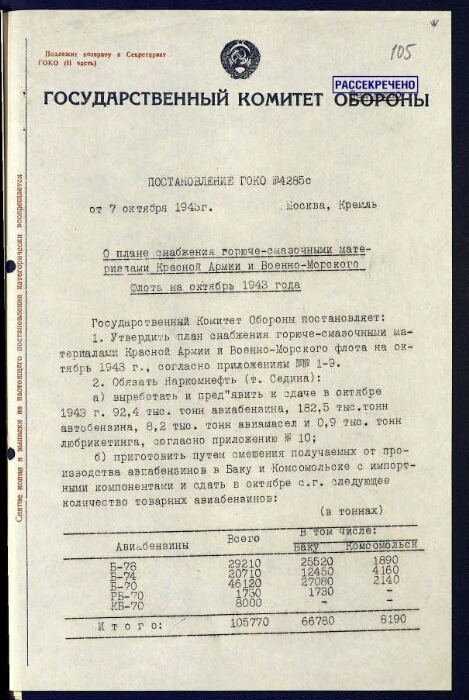 Подлежит возврату в Секретариат
ГОКО (II часть)
105
РАССЕКРЕЧЕНО
ГОСУДАРСТВЕННЫЙ КОМИТЕТ ОБОРОНЫ
ПОСТАНОВЛЕНИЕ ГОКО №4285с
от 7 октября 1943г. Москва, Кремль
О плане снабжения горюче-смазочными мате-
риалами Красной Армии и Военно-Морского
Флота на октябрь 1943 года
Государственный Комитет Обороны постановляет:
1. Утвердить план снабжения горюче-смазочными ма-
териалами Красной Армии и Военно-Морского флота на ок-
тябрь 1943 г., согласно приложениям №№ 1-9.
2. Обязать Наркомнефть (т. Седина):
а) выработать и пред"явить к сдаче в октябре
1943 г. 92,4 тыс. тонн авиабензина, 182,5 тыс.тонн
автобензина, 8,2 тыс. тонн авиамасел и 0,9 тыс. тонн
любрикетинга, согласно приложению № 10;
б) приготовить путем смешения получаемых от про-
изводства авиабензинов в Баку и Комсомольске с импорт-
ными компонентами и сдать в октябре с.г. следующее
количество товарных авиабензинов:
(в тоннах)
Авиабензины Всего В том числе:
Баку Комсомольск
Б-78 29210 25520 1890
Б-74 20710 12450 4160
Б-70 46120 27080 2140
РБ-70 1730 1730 -
КБ-70 8000 - -
Итого: 105770 66780 8190
Снятие копий и выписки из настоящего постановления категорически воспрещается